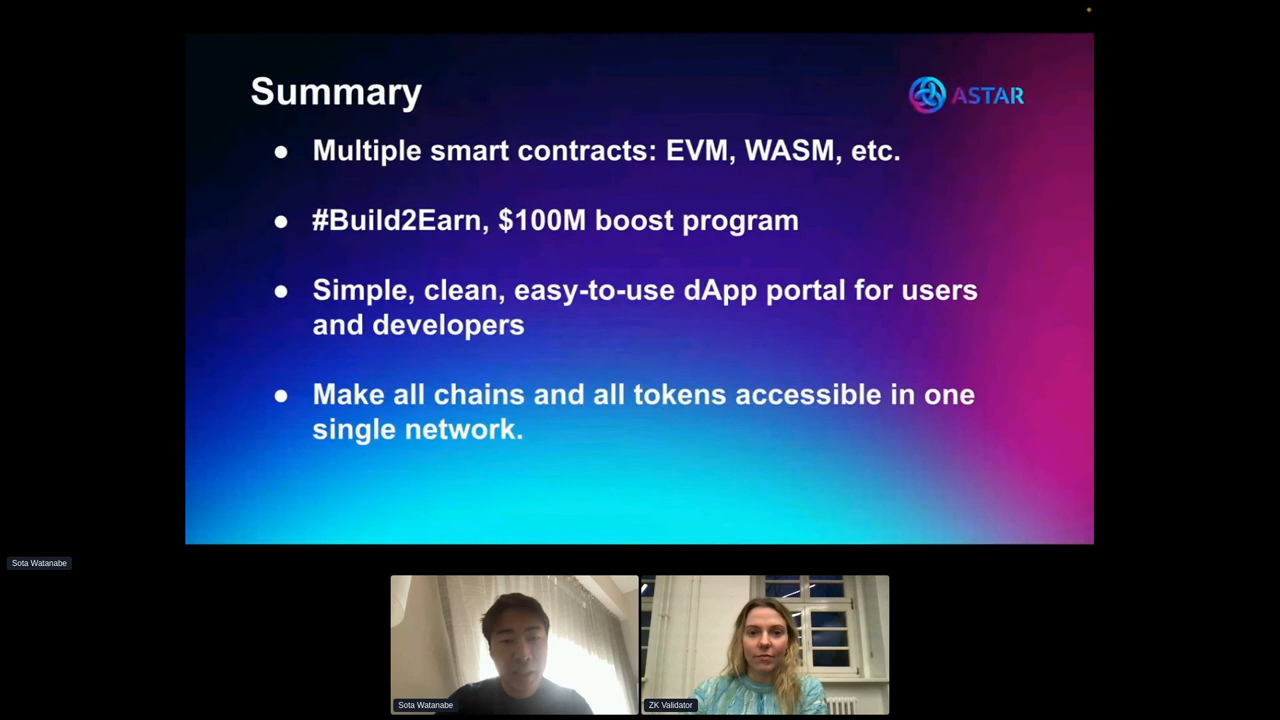 Summary
ASTAR
● Multiple smart contracts: EVM, WASM, etc.
● #Build2Earn, $100M boost program
● Simple, clean, easy-to-use dApp portal for users
and developers
● Make all chains and all tokens accessible in one
single network.
Sota Watanabe
Sota Watanabe
ZK Validator